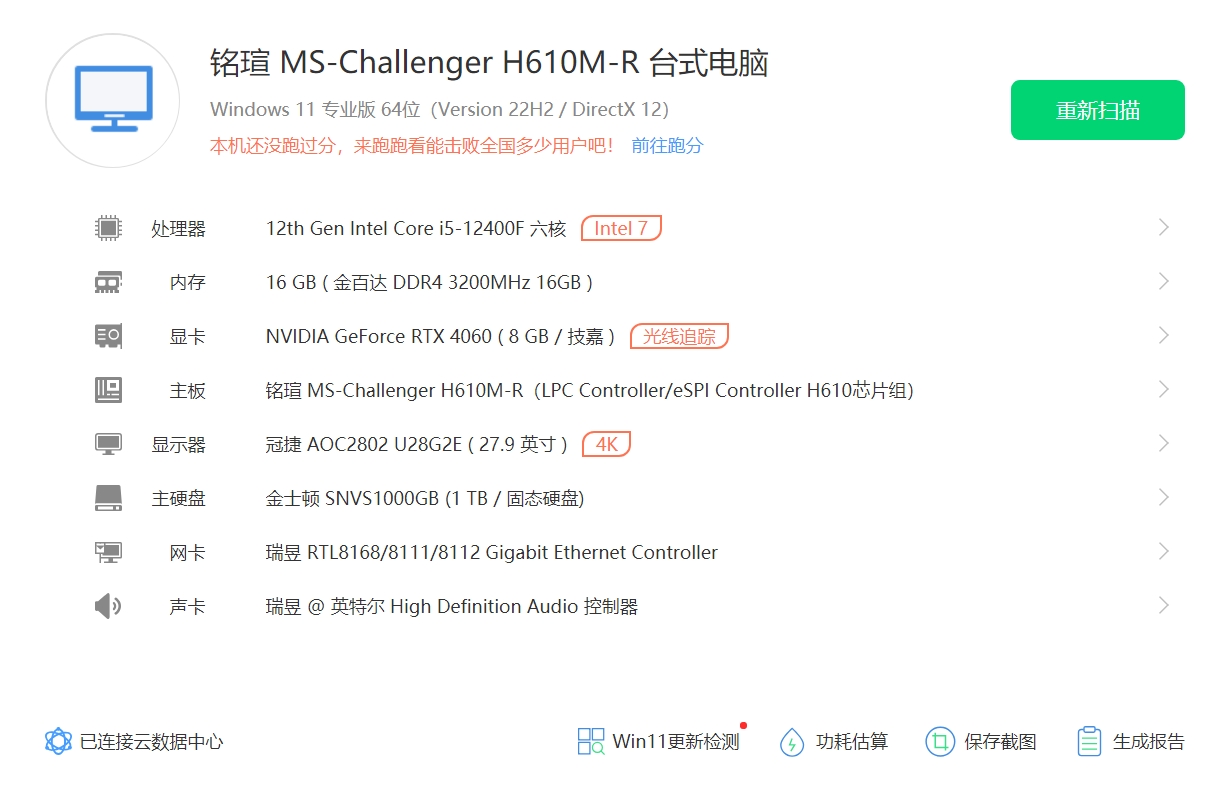 铭瑄 MS-Challenger H610M-R 台式电脑
Windows 11 专业版 64位（Version 22H2 / DirectX 12）
本机还没跑过分，来跑跑看能击败全国多少用户吧！ 前往跑分
重新扫描
处理器 12th Gen Intel Core i5-12400F 六核 Intel 7
内存 16 GB ( 金百达 DDR4 3200MHz 16GB )
显卡 NVIDIA GeForce RTX 4060 ( 8 GB / 技嘉 ) 光线追踪
主板 铭瑄 MS-Challenger H610M-R（LPC Controller/eSPI Controller H610芯片组）
显示器 冠捷 AOC2802 U28G2E ( 27.9 英寸 ) 4K
主硬盘 金士顿 SNVS1000GB (1 TB / 固态硬盘)
网卡 瑞昱 RTL8168/8111/8112 Gigabit Ethernet Controller
声卡 瑞昱 @ 英特尔 High Definition Audio 控制器
已连接云数据中心 Win11更新检测 功耗估算 保存截图 生成报告